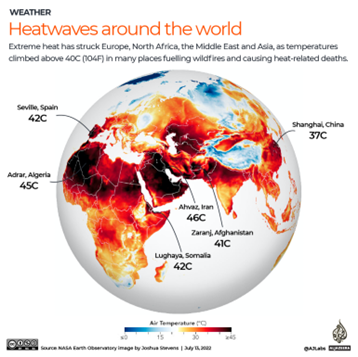 WEATHER
Heatwaves around the world
Extreme heat has struck Europe, North Africa, the Middle East and Asia, as temperatures
climbed above 40C (104F) in many places fuelling wildfires and causing heat-related deaths.
Seville, Spain
42C
Shanghai, China
37C
Adrar, Algeria
45C
Ahvaz, Iran
46C
Zaranj, Afghanistan
41C
Lughaya, Somalia
42C
Air Temperature (°C)
≤0 15 30 ≥45
Source: NASA Earth Observatory image by Joshua Stevens | July 13, 2022
@AJLabs
ALJAZEERA